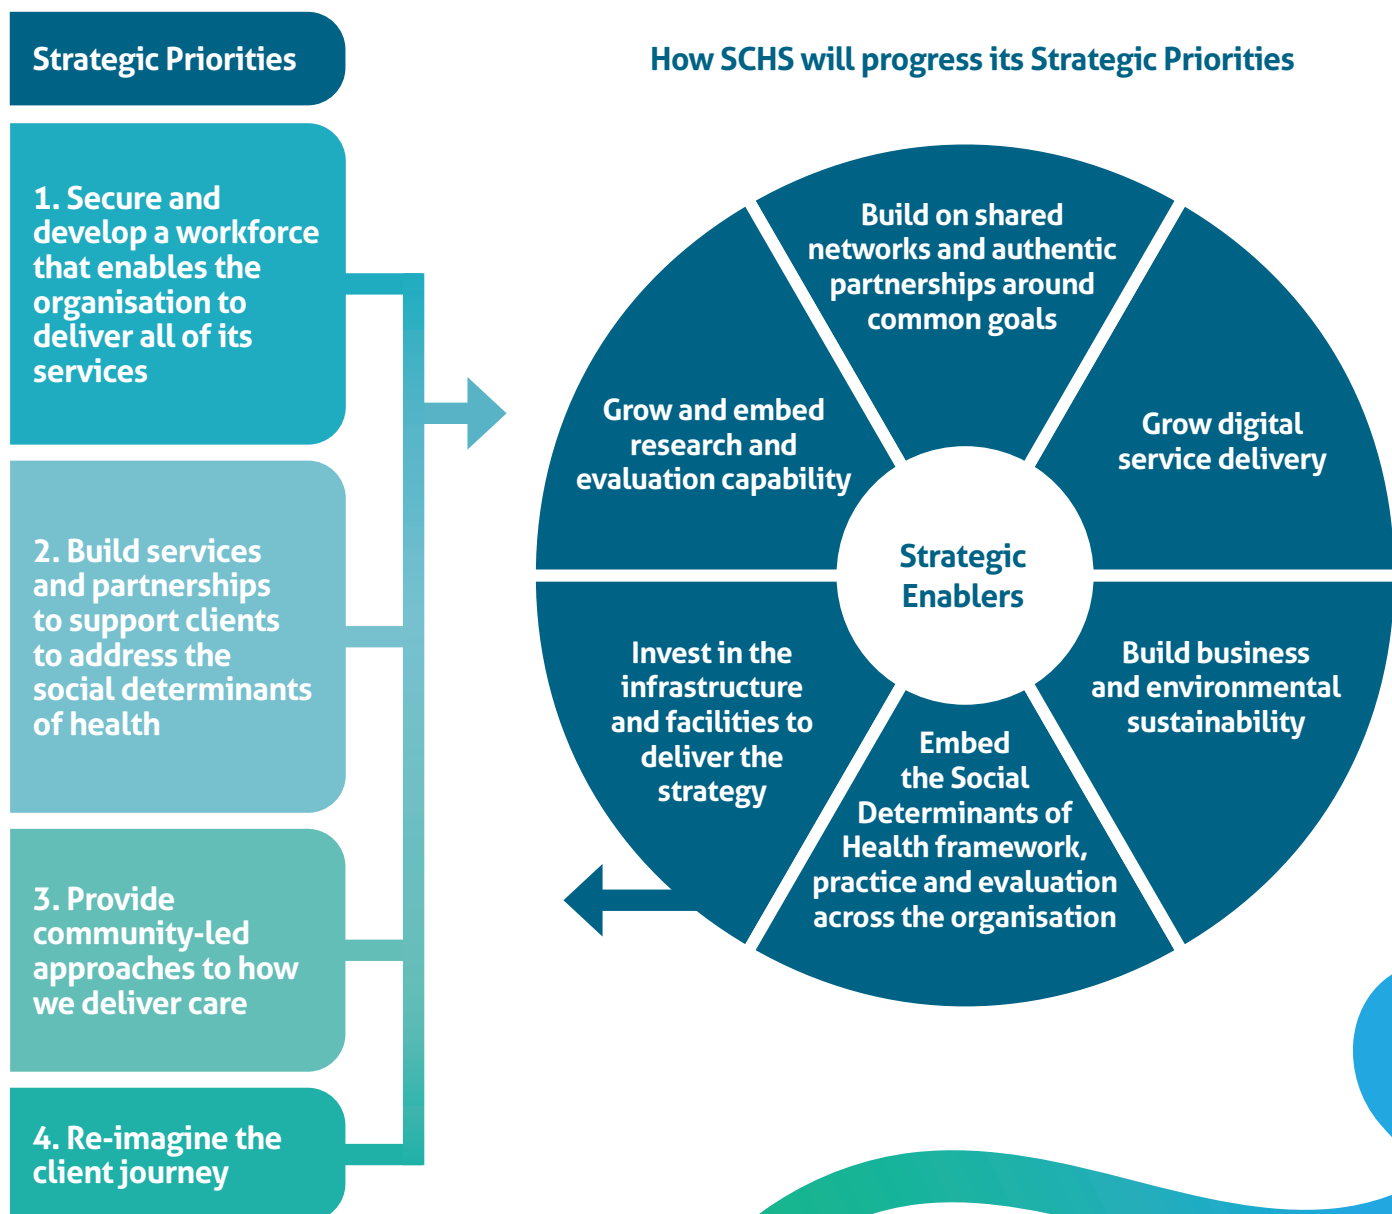 Strategic Priorities
1. Secure and
develop a workforce
that enables the
organisation to
deliver all of its
services
2. Build services
and partnerships
to support clients
to address the
social determinants
of health
3. Provide
community-led
approaches to how
we deliver care
4. Re-imagine the
client journey
How SCHS will progress its Strategic Priorities
Build on shared
networks and authentic
partnerships around
common goals
Grow digital
service delivery
Build business
and environmental
sustainability
Embed
the Social
Determinants of
Health framework,
practice and evaluation
across the organisation
Invest in the
infrastructure
and facilities to
deliver the
strategy
Grow and embed
research and
evaluation capability
Strategic
Enablers